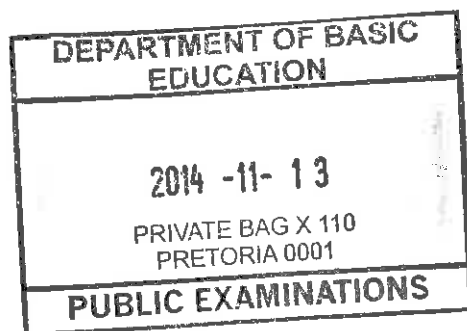 DEPARTMENT OF BASIC
EDUCATION
2014 -11- 13
PRIVATE BAG X 110
PRETORIA 0001
PUBLIC EXAMINATIONS